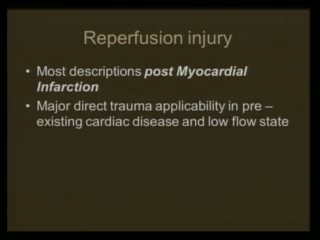 Reperfusion injury
• Most descriptions post Myocardial
Infarction
• Major direct trauma applicability in pre –
existing cardiac disease and low flow state